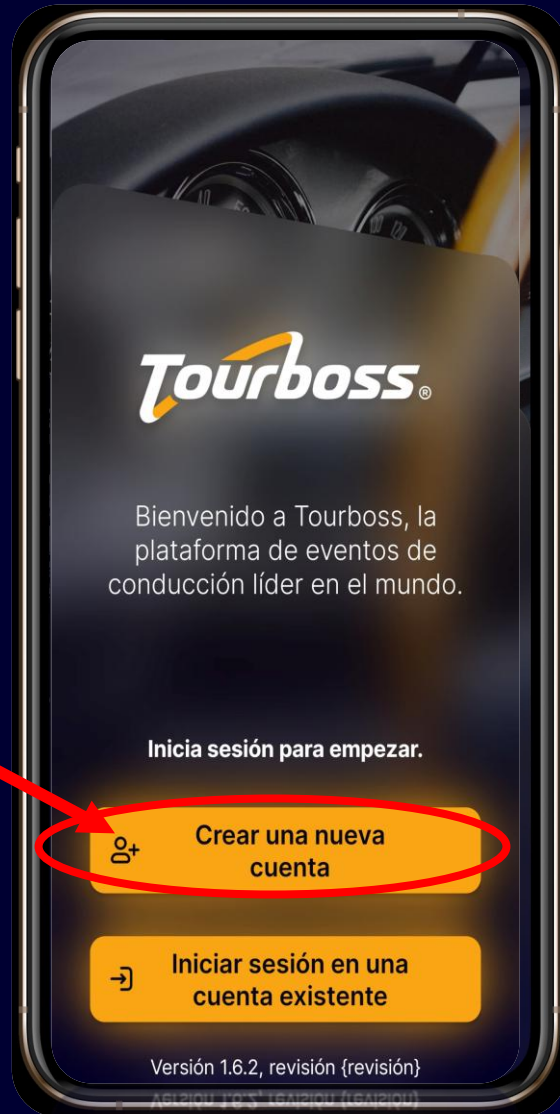 Tourboss®
Bienvenido a Tourboss, la
plataforma de eventos de
conducción líder en el mundo.
Inicia sesión para empezar.
Crear una nueva
cuenta
Iniciar sesión en una
cuenta existente
Versión 1.6.2, revisión {revisión}